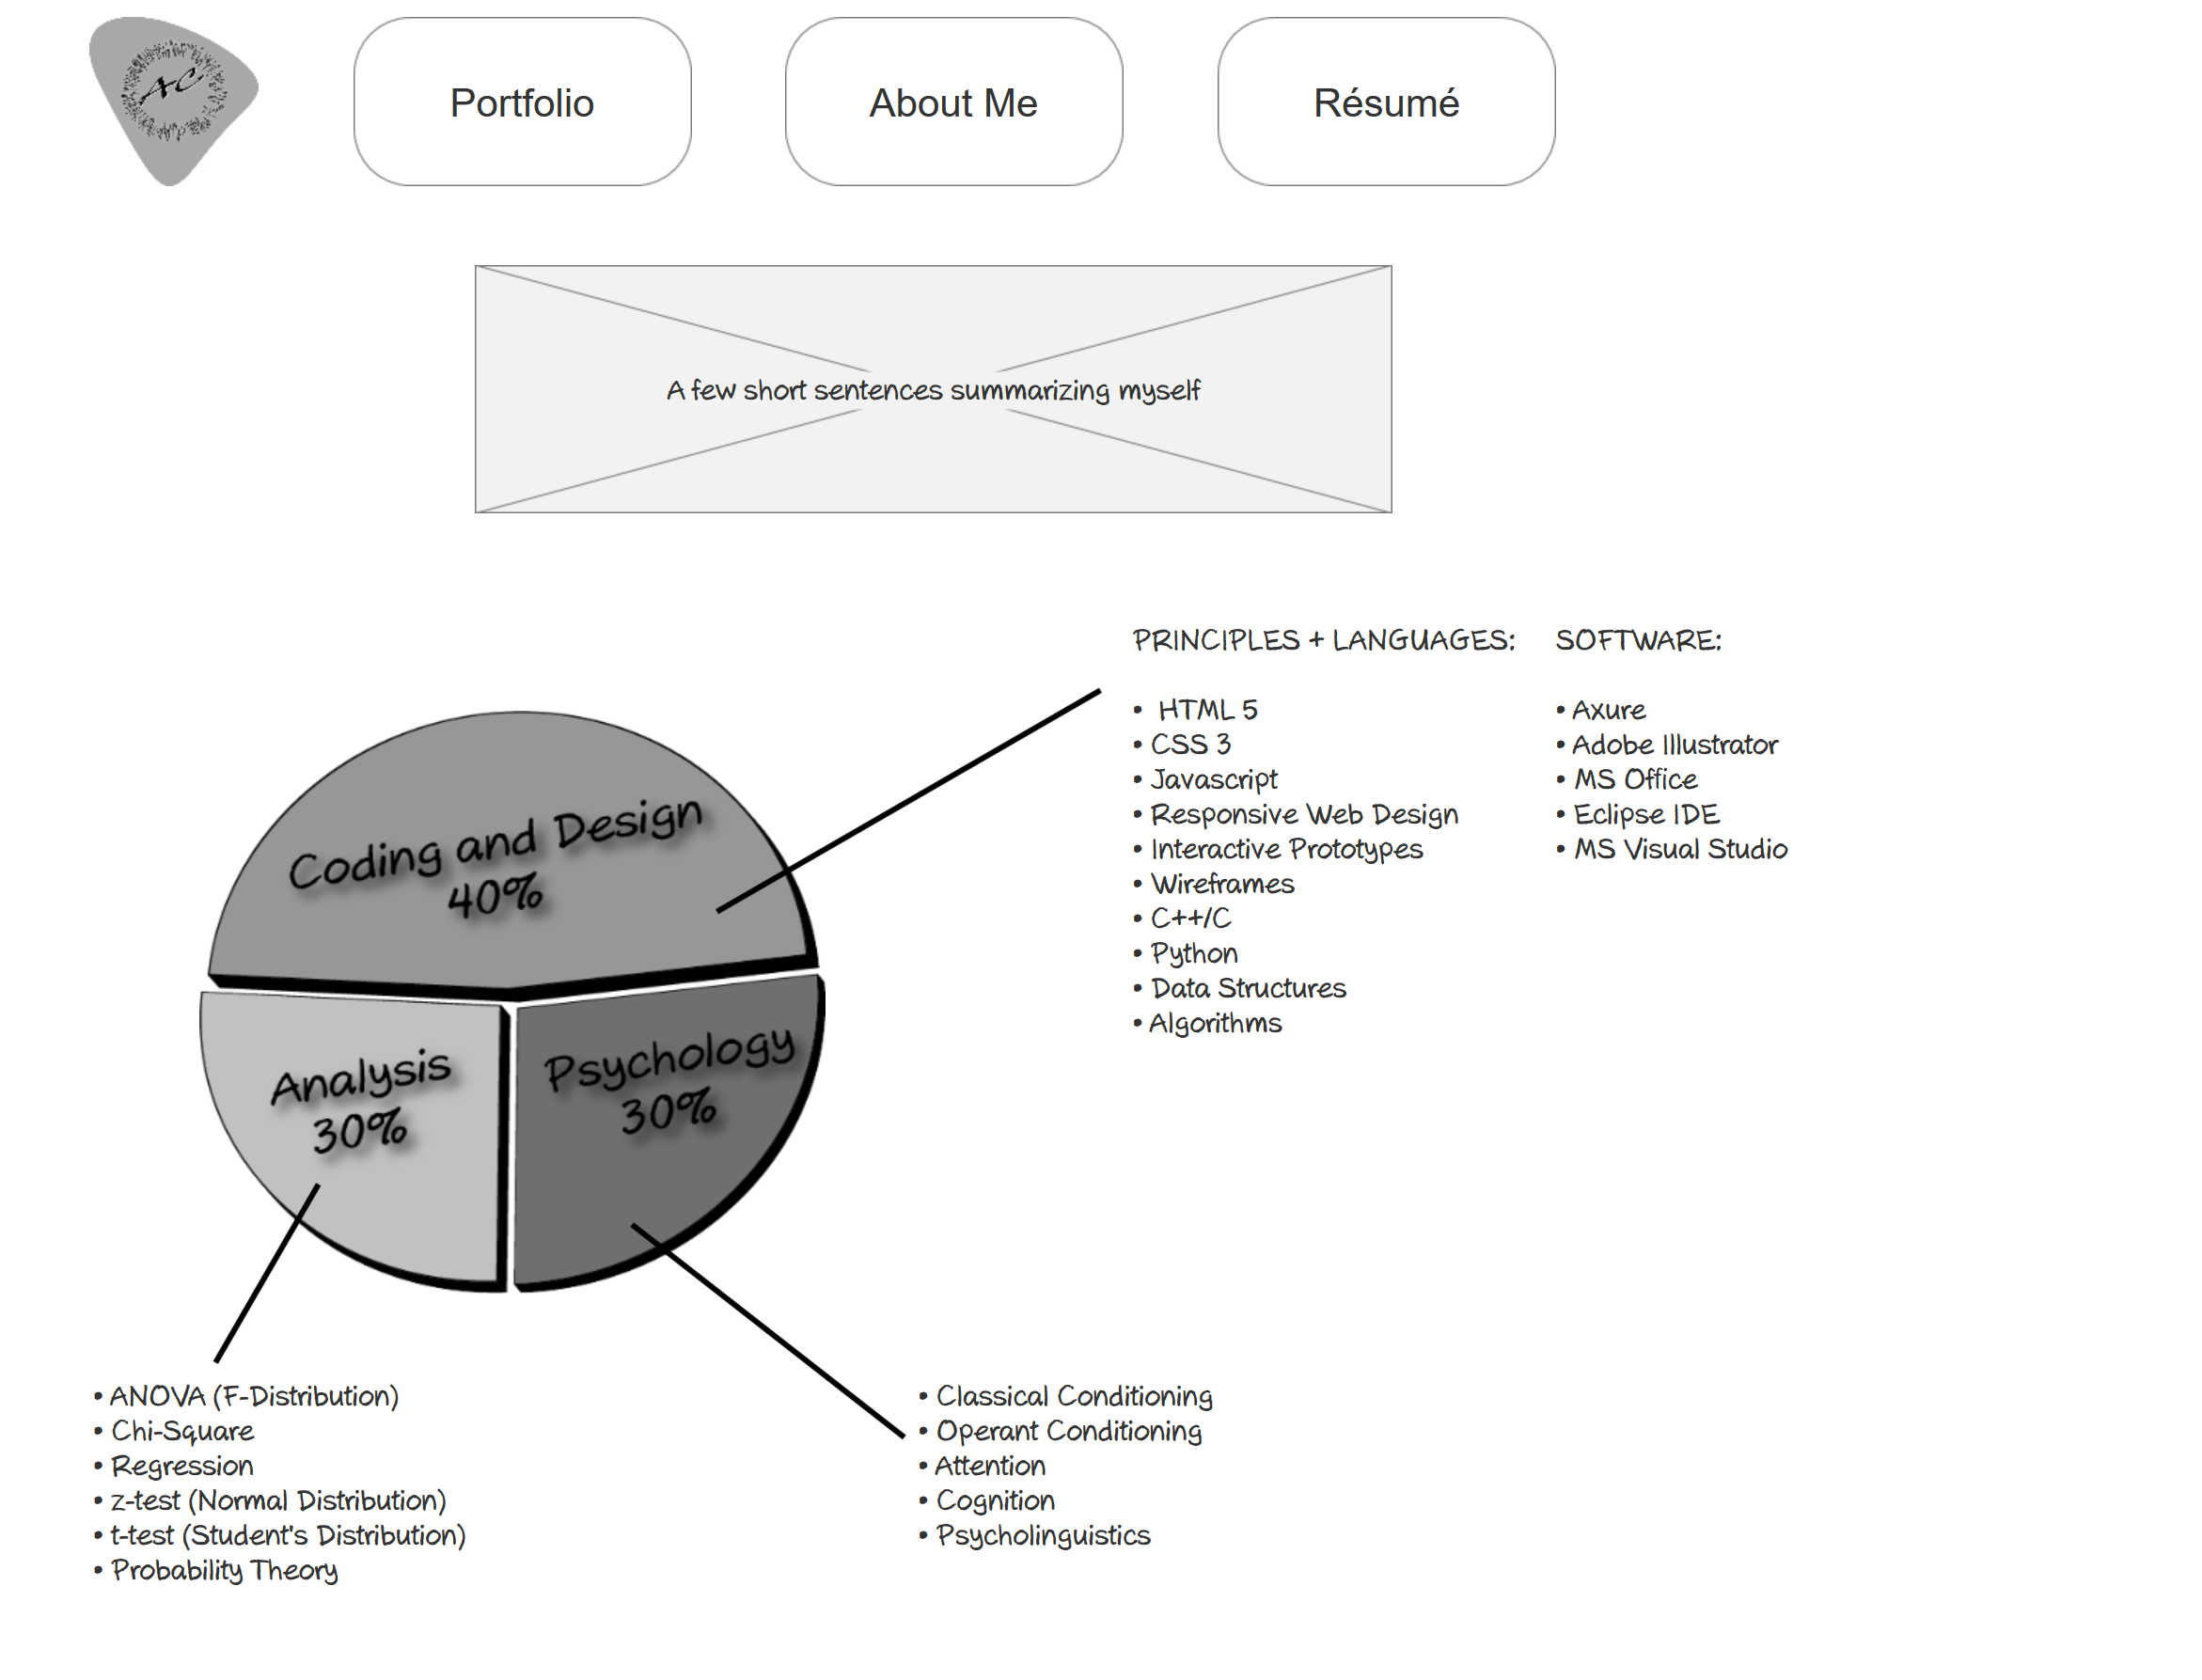 AC
Portfolio
About Me
Résumé
A few short sentences summarizing myself
PRINCIPLES + LANGUAGES:
• HTML 5
• CSS 3
• Javascript
• Responsive Web Design
• Interactive Prototypes
• Wireframes
• C++/C
• Python
• Data Structures
• Algorithms
SOFTWARE:
• Axure
• Adobe Illustrator
• MS Office
• Eclipse IDE
• MS Visual Studio
Coding and Design
40%
Analysis
30%
Psychology
30%
• ANOVA (F-Distribution)
• Chi-Square
• Regression
• z-test (Normal Distribution)
• t-test (Student's Distribution)
• Probability Theory
• Classical Conditioning
• Operant Conditioning
• Attention
• Cognition
• Psycholinguistics